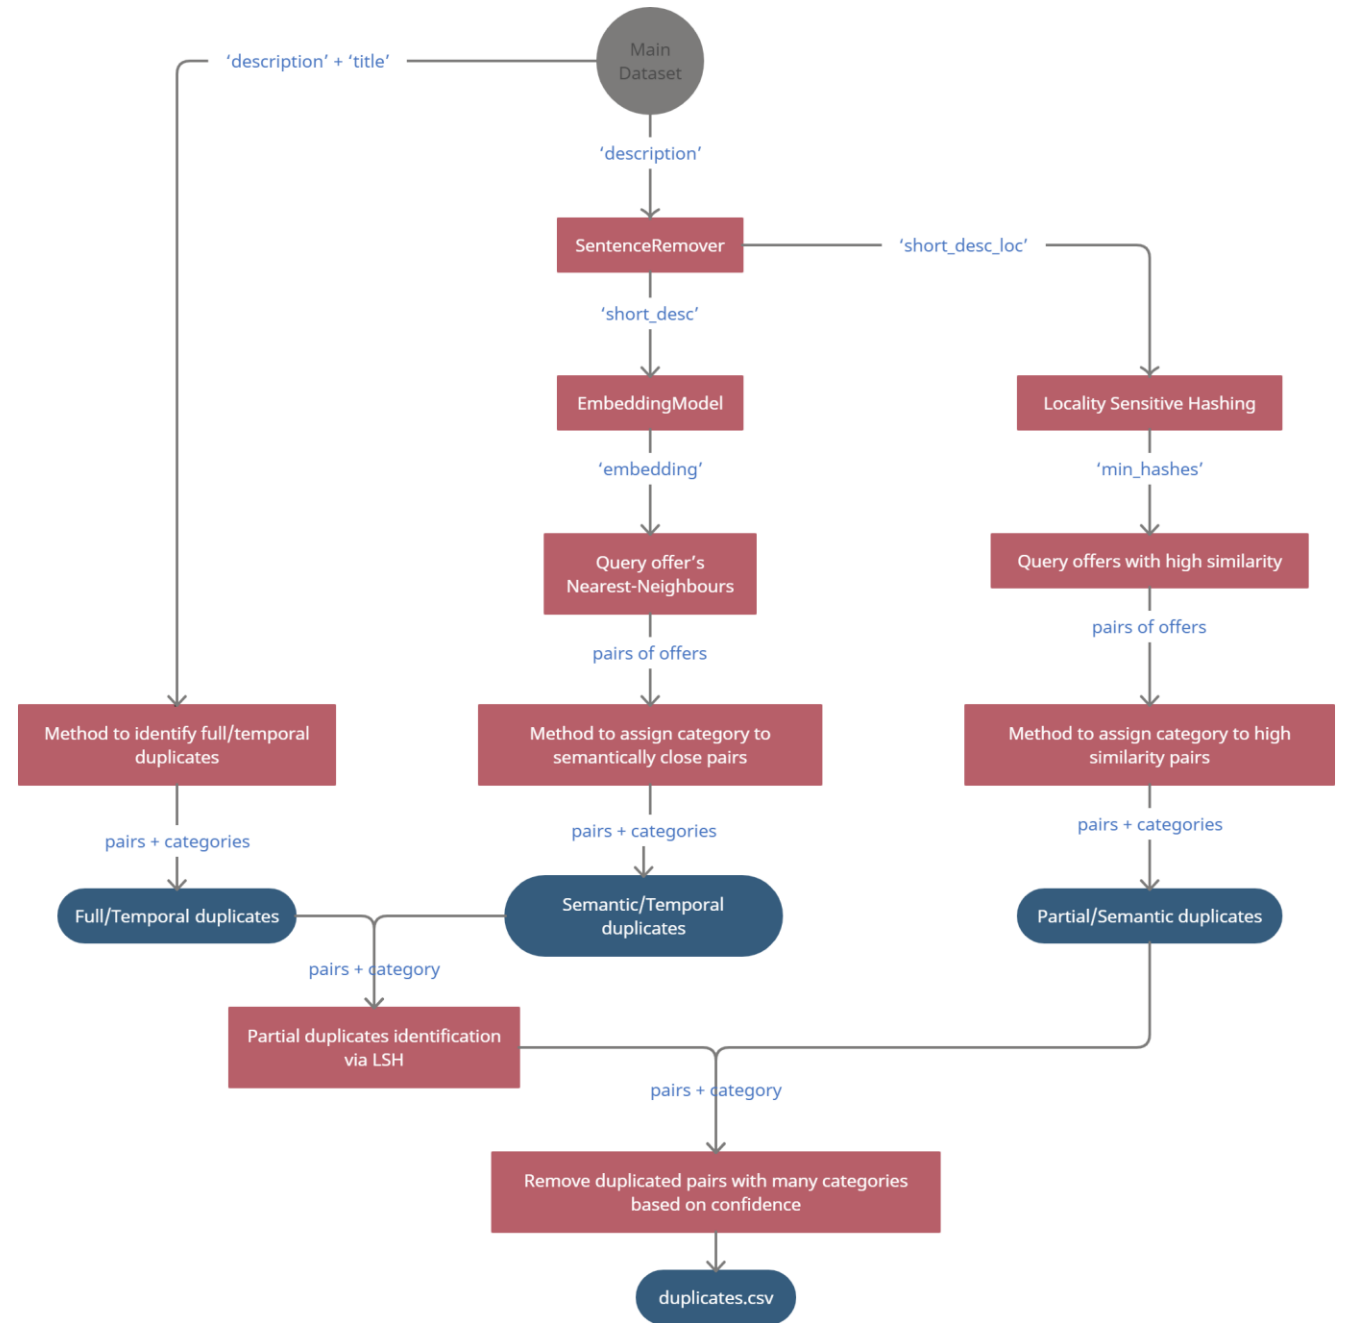 Main
Dataset
‘description’ + ‘title’
‘description’
SentenceRemover
‘short_desc_loc’
‘short_desc’
EmbeddingModel
Locality Sensitive Hashing
‘embedding’
‘min_hashes’
Query offer’s
Nearest-Neighbours
Query offers with high similarity
pairs of offers
pairs of offers
Method to identify full/temporal
duplicates
Method to assign category to
semantically close pairs
Method to assign category to high
similarity pairs
pairs + categories
pairs + categories
pairs + categories
Full/Temporal duplicates
Semantic/Temporal
duplicates
Partial/Semantic duplicates
pairs + category
Partial duplicates identification
via LSH
pairs + category
Remove duplicated pairs with many categories
based on confidence
duplicates.csv